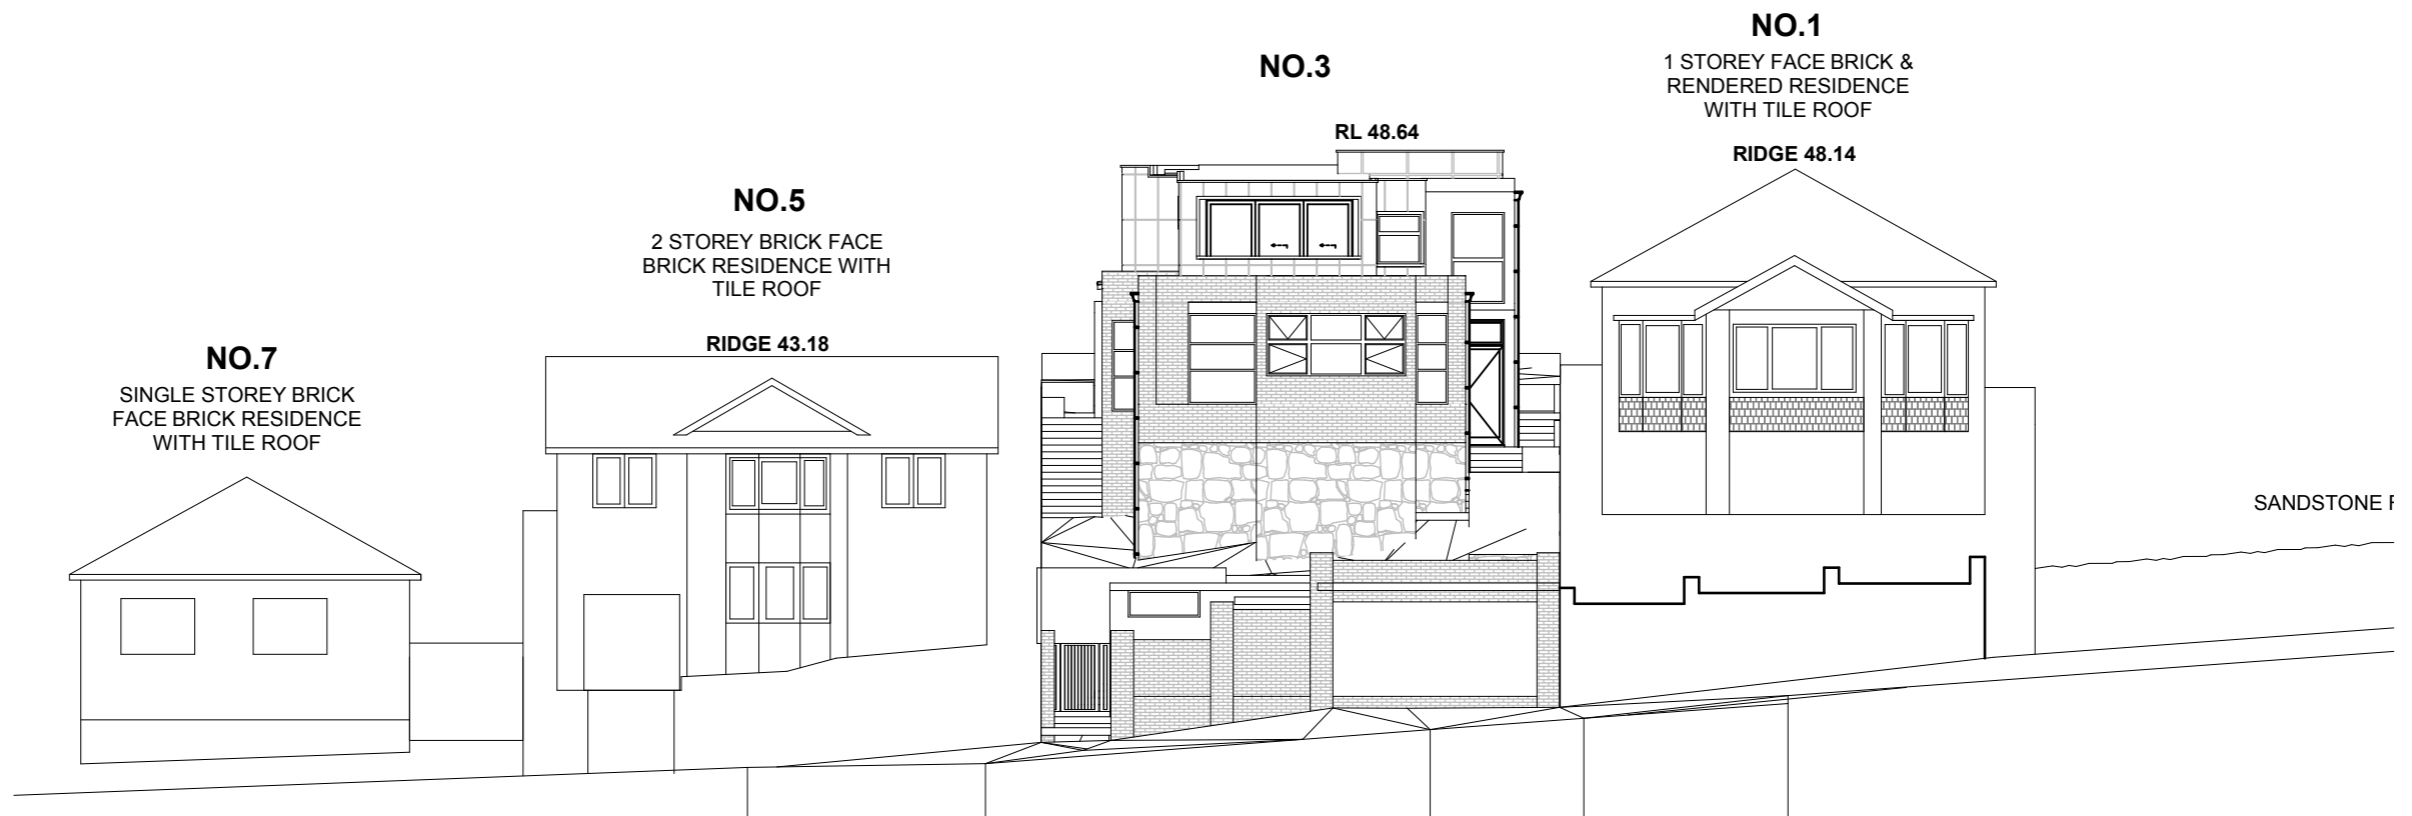 NO.7
SINGLE STOREY BRICK
FACE BRICK RESIDENCE
WITH TILE ROOF
NO.5
2 STOREY BRICK FACE
BRICK RESIDENCE WITH
TILE ROOF
RIDGE 43.18
NO.3
RL 48.64
NO.1
1 STOREY FACE BRICK &
RENDERED RESIDENCE
WITH TILE ROOF
RIDGE 48.14
SANDSTONE